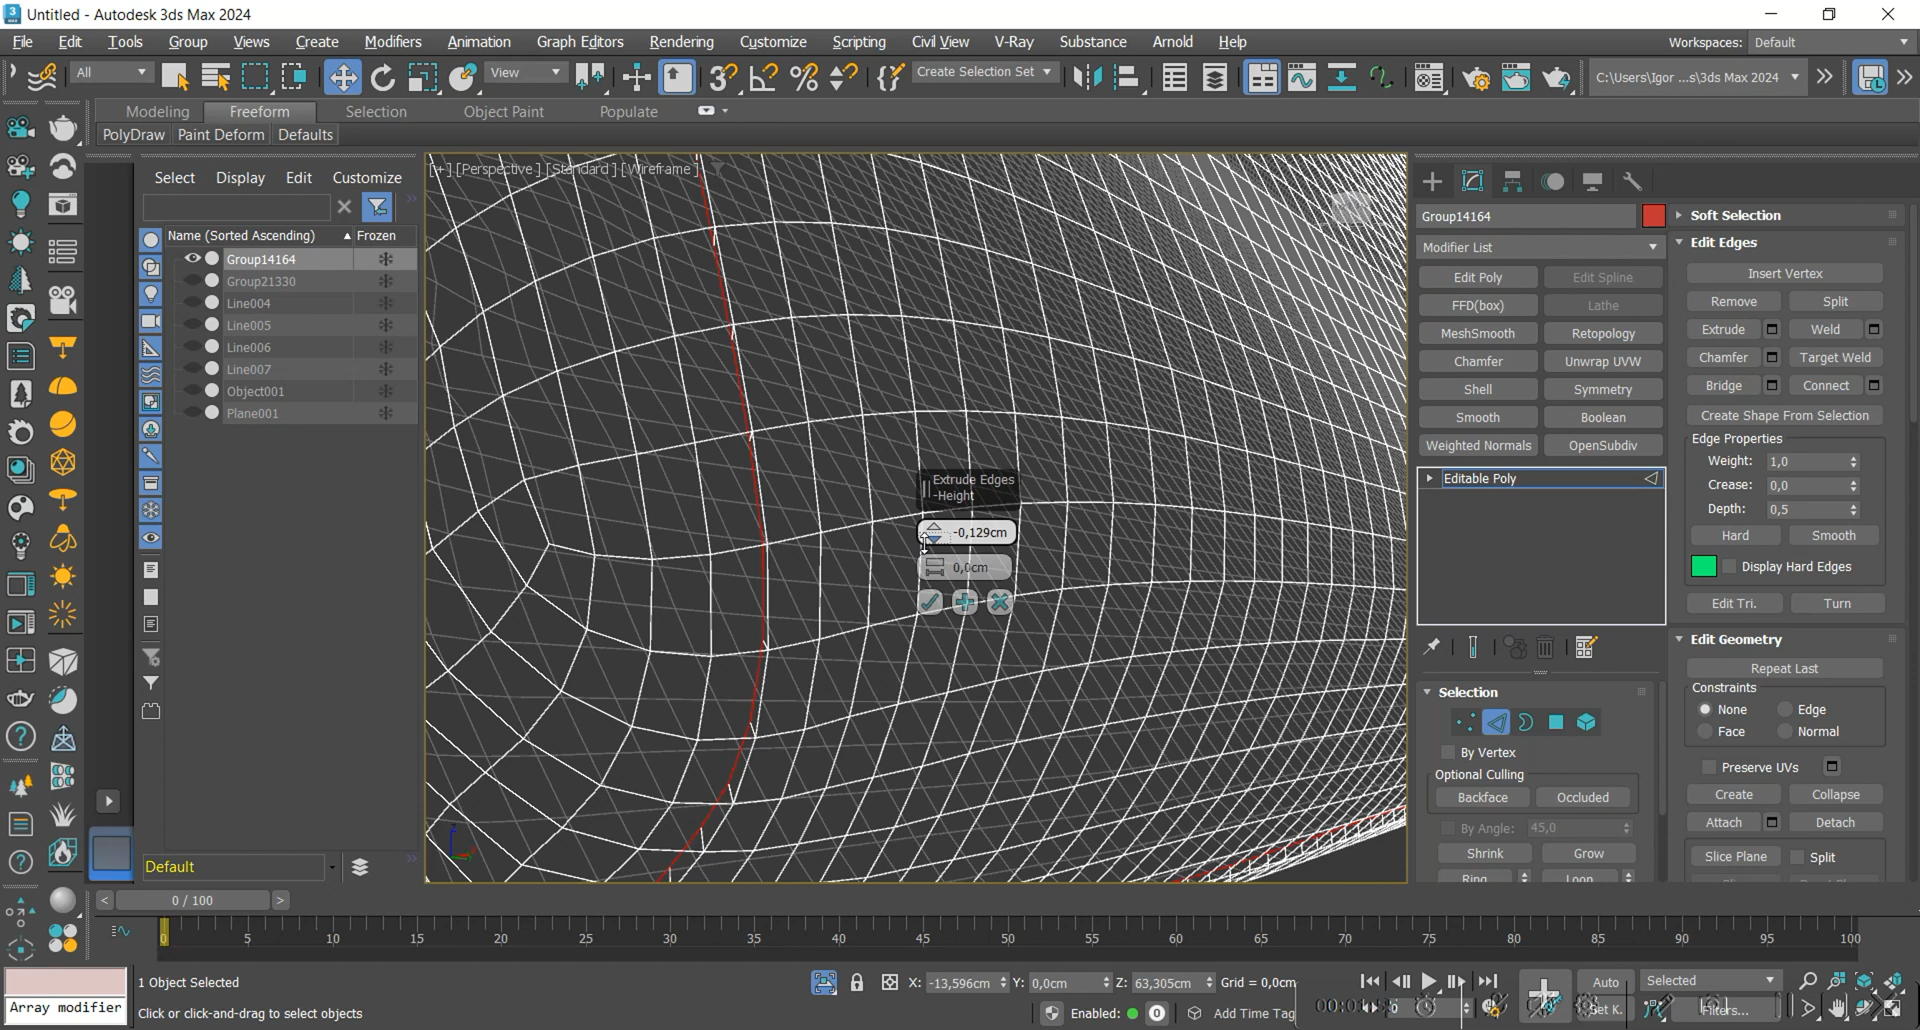 Untitled - Autodesk 3ds Max 2024
File Edit Tools Group Views Create Modifiers Animation Graph Editors Rendering Customize Scripting Civil View V-Ray Substance Arnold Help
Workspaces: Default
All
View
Create Selection Set
C:\Users\Igor ...s\3ds Max 2024
Modeling Freeform Selection Object Paint Populate
PolyDraw Paint Deform Defaults
Select Display Edit Customize
Name (Sorted Ascending) Frozen
Group14164
Group21330
Line004
Line005
Line006
Line007
Object001
Plane001
Default
[+] [Perspective ] [Standard ] [Wireframe ]
Extrude Edges
-Height
-0,129cm
0,0cm
Group14164
Modifier List
Edit Poly Edit Spline
FFD(box) Lathe
MeshSmooth Retopology
Chamfer Unwrap UVW
Shell Symmetry
Smooth Boolean
Weighted Normals OpenSubdiv
Editable Poly
Selection
By Vertex
Optional Culling
Backface Occluded
By Angle: 45,0
Shrink Grow
Ring Loop
Soft Selection
Edit Edges
Insert Vertex
Remove Split
Extrude Weld
Chamfer Target Weld
Bridge Connect
Create Shape From Selection
Edge Properties
Weight: 1,0
Crease: 0,0
Depth: 0,5
Hard Smooth
Display Hard Edges
Edit Tri. Turn
Edit Geometry
Repeat Last
Constraints
None Edge
Face Normal
Preserve UVs
Create Collapse
Attach Detach
Slice Plane Split
0 / 100
0 5 10 15 20 25 30 35 40 45 50 55 60 65 70 75 80 85 90 95 100
Array modifier
1 Object Selected
Click or click-and-drag to select objects
X: -13,596cm Y: 0,0cm Z: 63,305cm Grid = 0,0cm
Enabled: 0 Add Time Tag
Auto Selected
Filters...